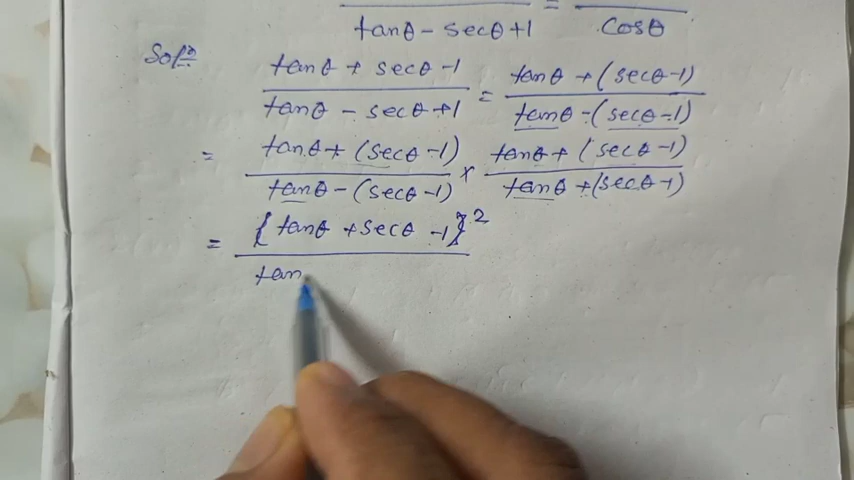 tanθ - secθ+1 = cosθ
Soln
tanθ + secθ -1 / tanθ - secθ +1 = tanθ + (secθ-1) / tanθ -(secθ-1)
= tanθ + (secθ -1) / tanθ - (secθ -1) × tanθ + (secθ -1) / tanθ +(secθ -1)
= {tanθ +secθ -1}² / tan